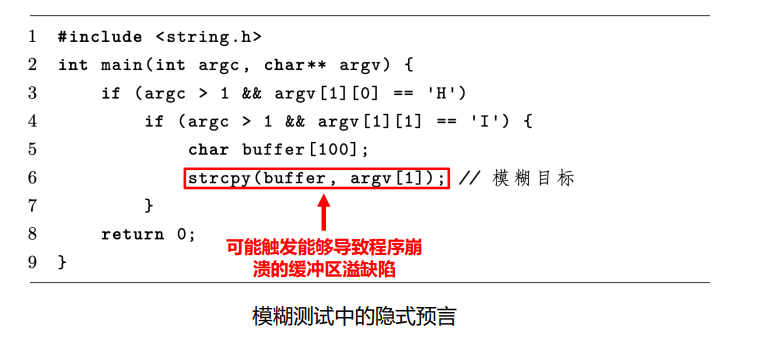 1 #include <string.h>
2 int main(int argc, char** argv) {
3 if (argc > 1 && argv[1][0] == 'H')
4 if (argc > 1 && argv[1][1] == 'I') {
5 char buffer[100];
6 strcpy(buffer, argv[1]); // 模糊目标
7 }
8 return 0;
9 }
可能触发能够导致程序崩
溃的缓冲区溢缺陷
模糊测试中的隐式预言